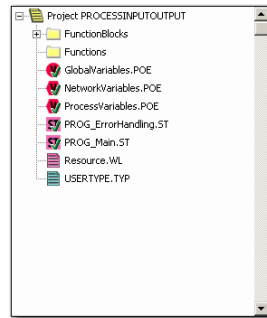 Project PROCESSINPUTOUTPUT
FunctionBlocks
Functions
GlobalVariables.POE
NetworkVariables.POE
ProcessVariables.POE
PROG_ErrorHandling.ST
PROG_Main.ST
Resource.WL
USERTYPE.TYP